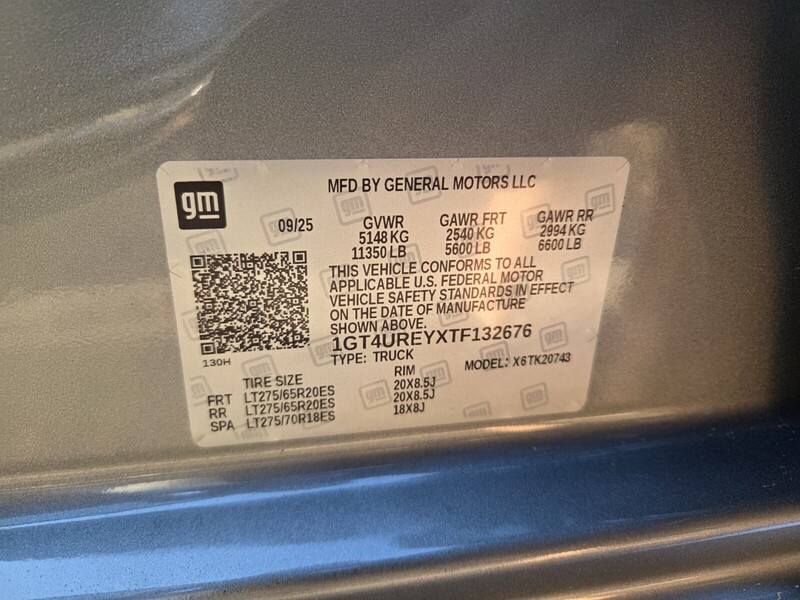 gm
MFD BY GENERAL MOTORS LLC
09/25 GVWR GAWR FRT GAWR RR
5148 KG 2540 KG 2994 KG
11350 LB 5600 LB 6600 LB
THIS VEHICLE CONFORMS TO ALL
APPLICABLE U.S. FEDERAL MOTOR
VEHICLE SAFETY STANDARDS IN EFFECT
ON THE DATE OF MANUFACTURE
SHOWN ABOVE.
1GT4UREYXTF132676
130H
TYPE: TRUCK MODEL: X6TK20743
TIRE SIZE RIM
FRT LT275/65R20ES 20X8.5J
RR LT275/65R20ES 20X8.5J
SPA LT275/70R18ES 18X8J